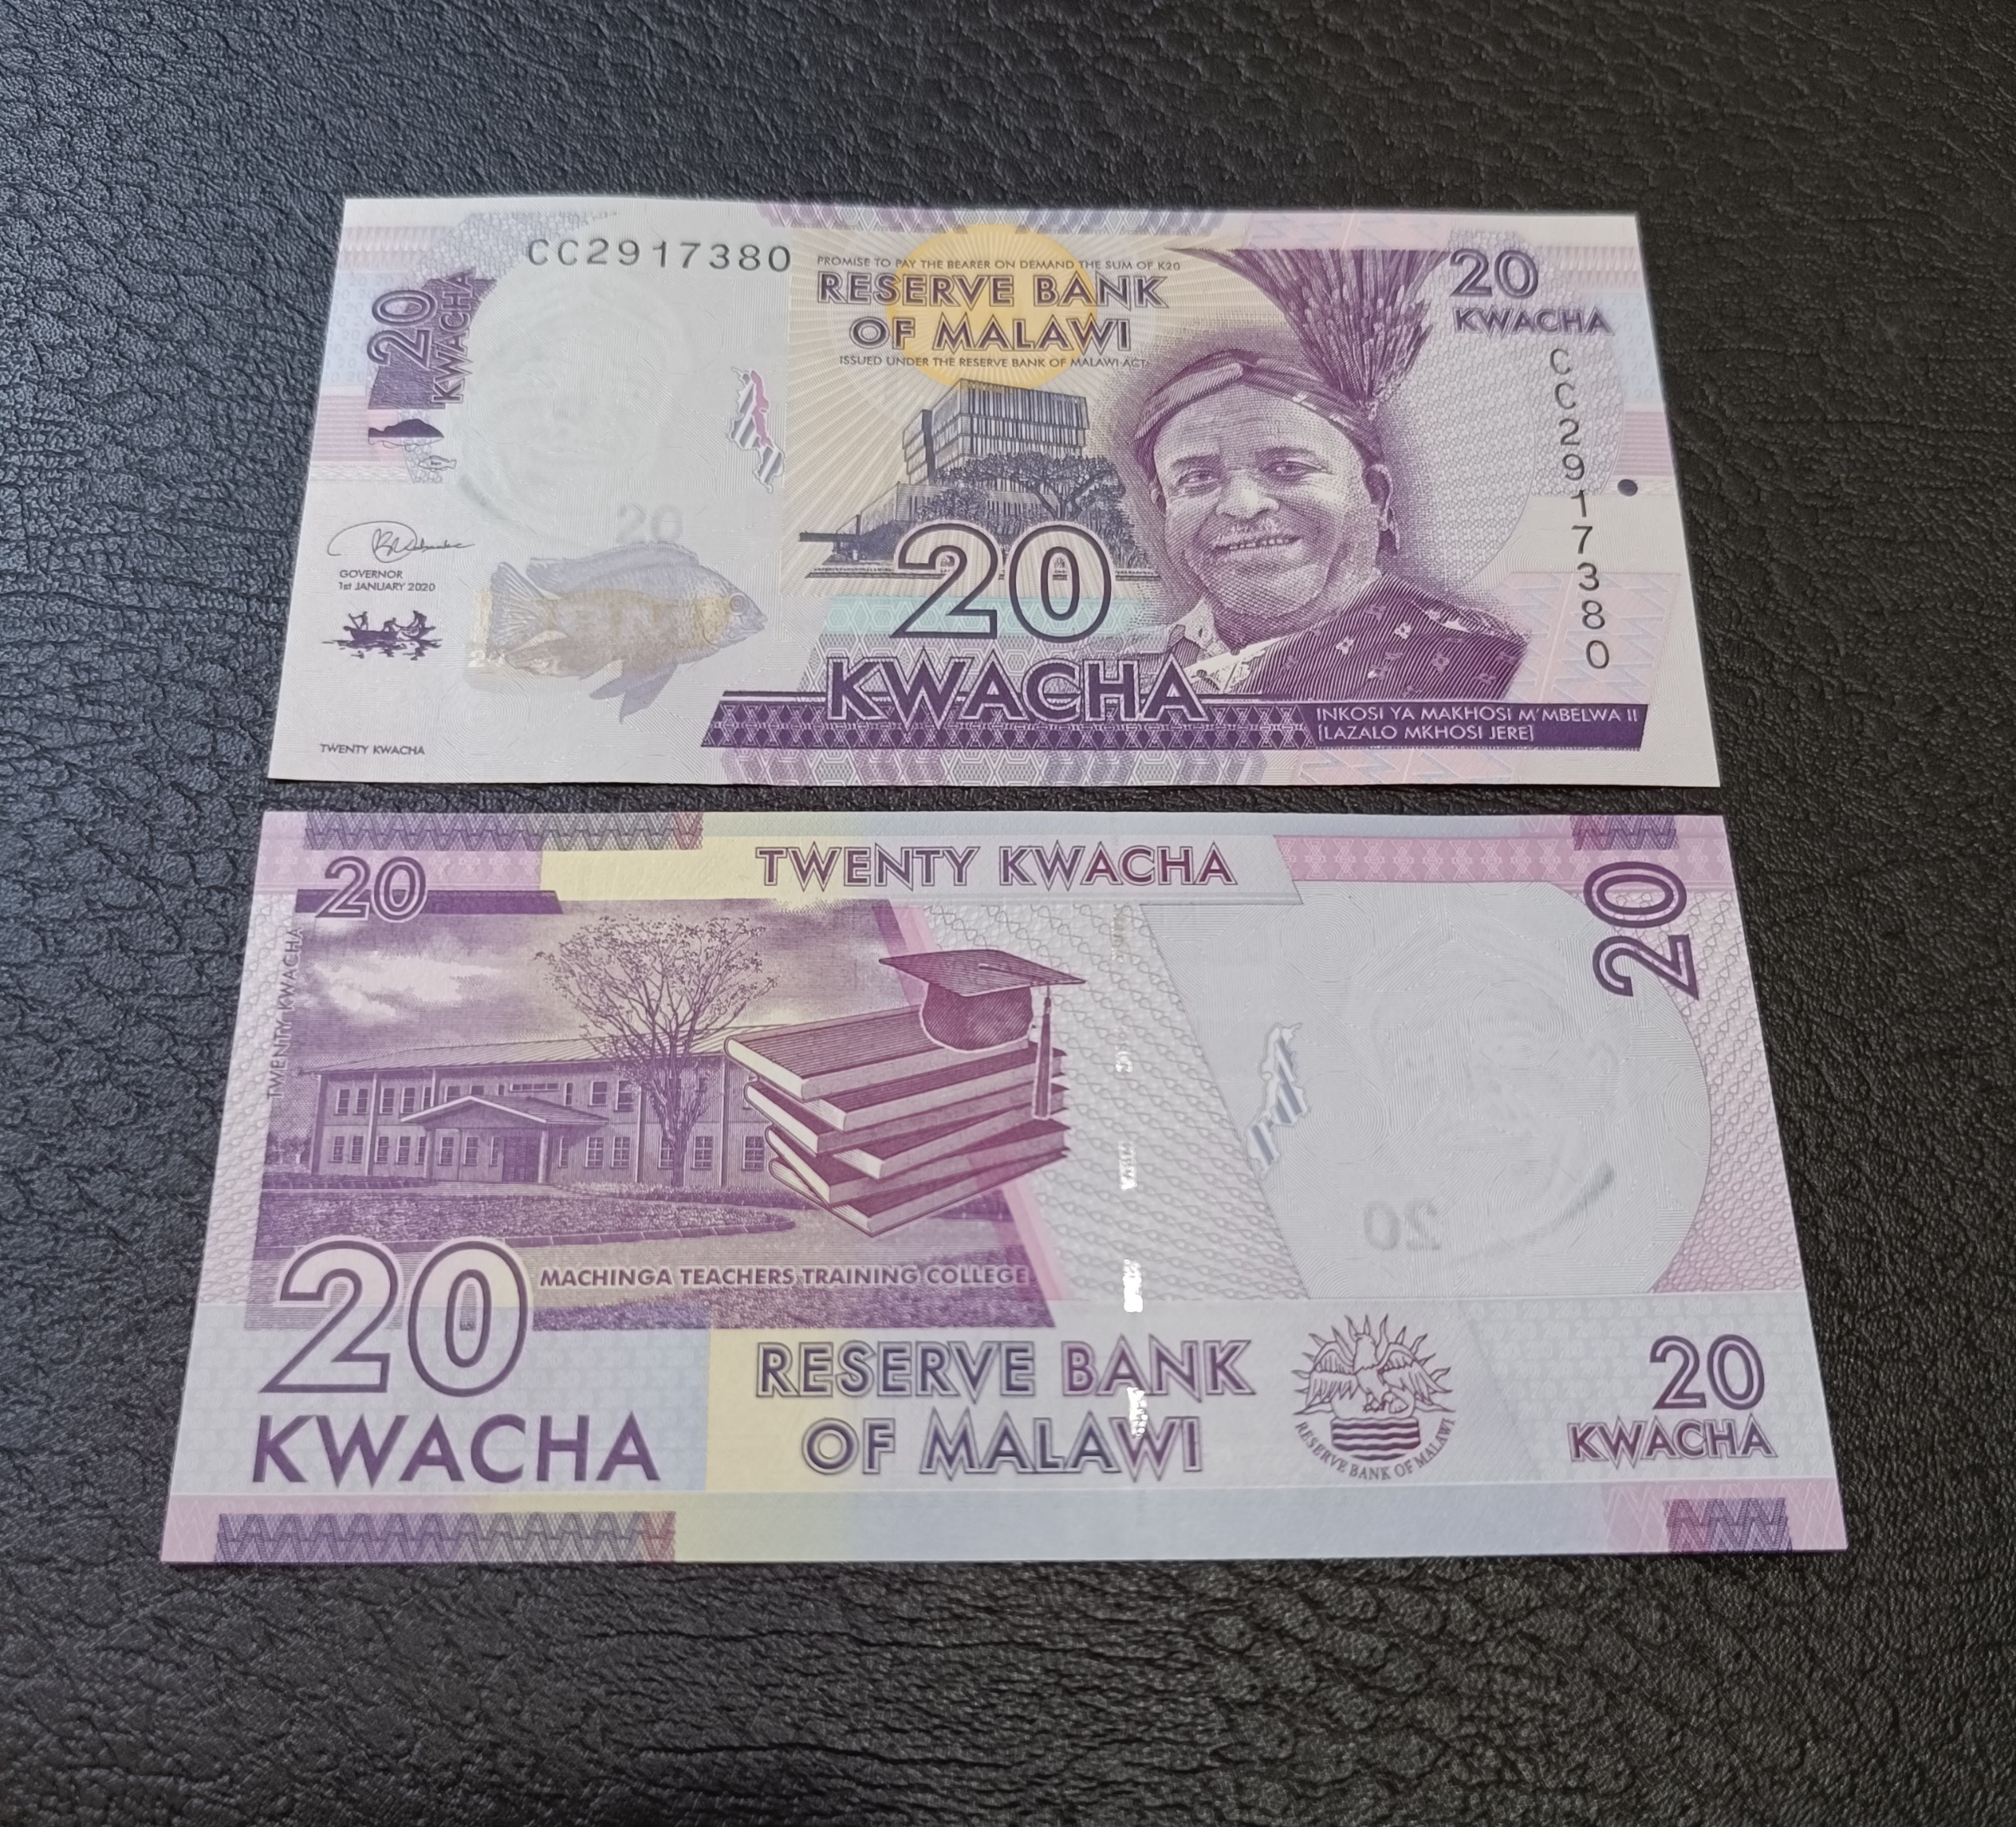 CC2917380
20
KWACHA
PROMISE TO PAY THE BEARER ON DEMAND THE SUM OF K20
RESERVE BANK
OF MALAWI
ISSUED UNDER THE RESERVE BANK OF MALAWI ACT
20
KWACHA
CC2917380
20
GOVERNOR
1st JANUARY 2020
20
KWACHA
INKOSI YA MAKHOSI M'MBELWA II
[LAZALO MKHOSI JERE]
TWENTY KWACHA
20
TWENTY KWACHA
20
TWENTY KWACHA
20
MACHINGA TEACHERS TRAINING COLLEGE
20
KWACHA
RESERVE BANK
OF MALAWI
RESERVE BANK OF MALAWI
20
KWACHA